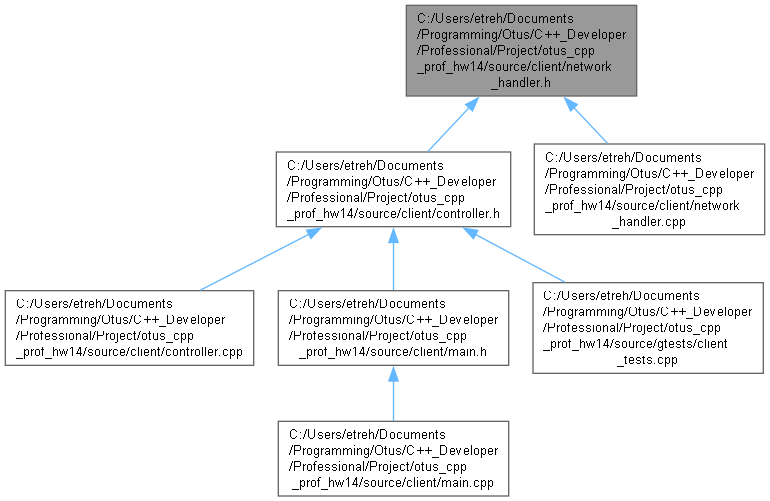 C:/Users/etreh/Documents
/Programming/Otus/C++_Developer
/Professional/Project/otus_cpp
_prof_hw14/source/client/network
_handler.h
C:/Users/etreh/Documents
/Programming/Otus/C++_Developer
/Professional/Project/otus_cpp
_prof_hw14/source/client/controller.h
C:/Users/etreh/Documents
/Programming/Otus/C++_Developer
/Professional/Project/otus_cpp
_prof_hw14/source/client/network
_handler.cpp
C:/Users/etreh/Documents
/Programming/Otus/C++_Developer
/Professional/Project/otus_cpp
_prof_hw14/source/client/controller.cpp
C:/Users/etreh/Documents
/Programming/Otus/C++_Developer
/Professional/Project/otus_cpp
_prof_hw14/source/client/main.h
C:/Users/etreh/Documents
/Programming/Otus/C++_Developer
/Professional/Project/otus_cpp
_prof_hw14/source/gtests/client
_tests.cpp
C:/Users/etreh/Documents
/Programming/Otus/C++_Developer
/Professional/Project/otus_cpp
_prof_hw14/source/client/main.cpp